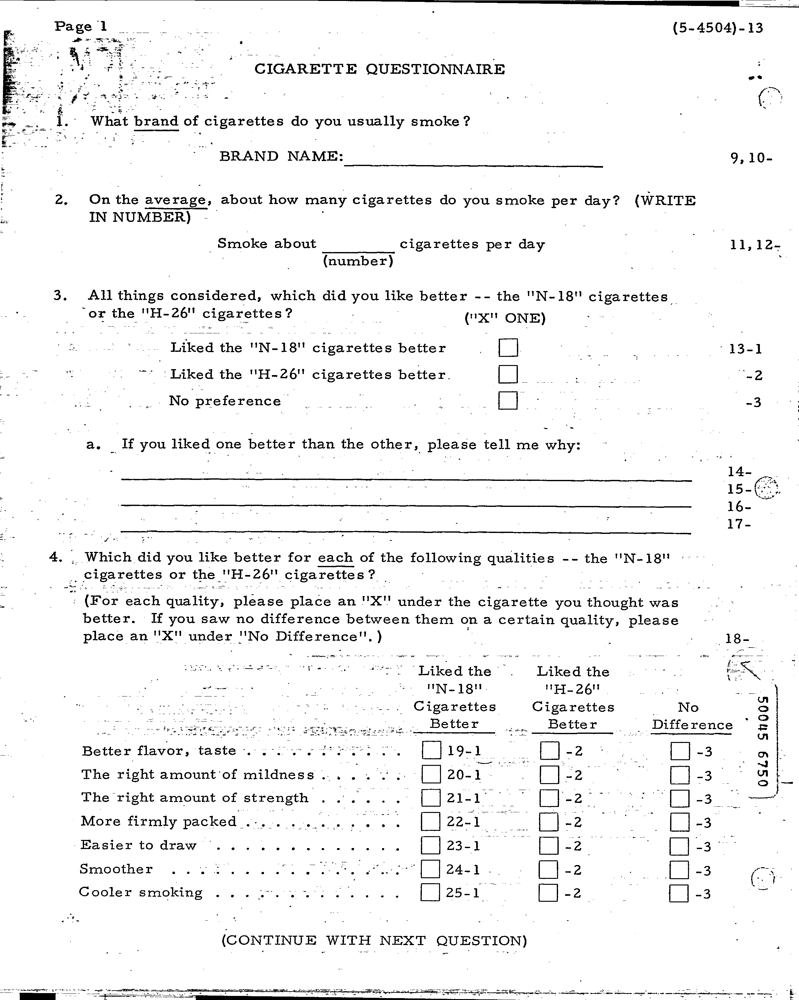 Page 1 (5-4504)-13
CIGARETTE QUESTIONNAIRE
1. What brand of cigarettes do you usually smoke?
BRAND NAME: 9,10-
2. On the average, about how many cigarettes do you smoke per day? (WRITE
IN NUMBER)
Smoke about cigarettes per day 11,12-
(number)
3. All things considered, which did you like better -- the "N-18" cigarettes
or the "H-26" cigarettes?
("X" ONE)
Liked the "N-18" cigarettes better 13-1
Liked the "H-26" cigarettes better -2
No preference -3
a. If you liked one better than the other, please tell me why:
14-
15-
16-
17-
4. Which did you like better for each of the following qualities -- the "N-18"
cigarettes or the "H-26" cigarettes?
(For each quality, please place an "X" under the cigarette you thought was
better. If you saw no difference between them on a certain quality, please
place an "X" under "No Difference".) 18-
Liked the Liked the
"N-18" "H-26"
Cigarettes Cigarettes No
Better Better Difference
Better flavor, taste . . . . . . . . . . . 19-1 -2 -3
The right amount of mildness . . . . . . 20-1 -2 -3
The right amount of strength . . . . . . 21-1 -2 -3
More firmly packed . . . . . . . . . . . 22-1 -2 -3
Easier to draw . . . . . . . . . . . . . 23-1 -2 -3
Smoother . . . . . . . . . . . . . . . 24-1 -2 -3
Cooler smoking . . . . . . . . . . . . . 25-1 -2 -3
(CONTINUE WITH NEXT QUESTION)